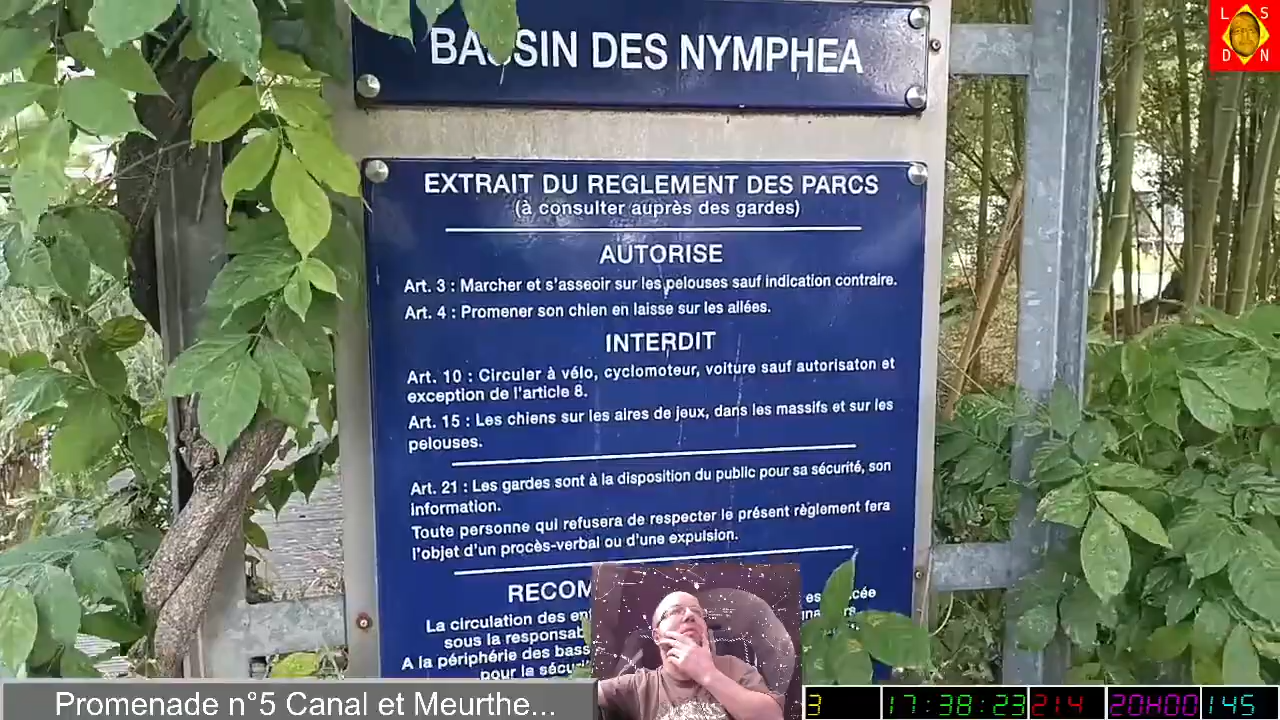 L S
D N
BASSIN DES NYMPHEA
EXTRAIT DU REGLEMENT DES PARCS
(à consulter auprès des gardes)
AUTORISE
Art. 3 : Marcher et s'asseoir sur les pelouses sauf indication contraire.
Art. 4 : Promener son chien en laisse sur les allées.
INTERDIT
Art. 10 : Circuler à vélo, cyclomoteur, voiture sauf autorisaton et
exception de l'article 8.
Art. 15 : Les chiens sur les aires de jeux, dans les massifs et sur les
pelouses.
Art. 21 : Les gardes sont à la disposition du public pour sa sécurité, son
information.
Toute personne qui refusera de respecter le présent règlement fera
l'objet d'un procès-verbal ou d'une expulsion.
RECOM
La circulation des en
sous la responsab
A la périphérie des bass
pour la sécuri
Promenade n°5 Canal et Meurthe...
3 17:38:23 214 20H00 145